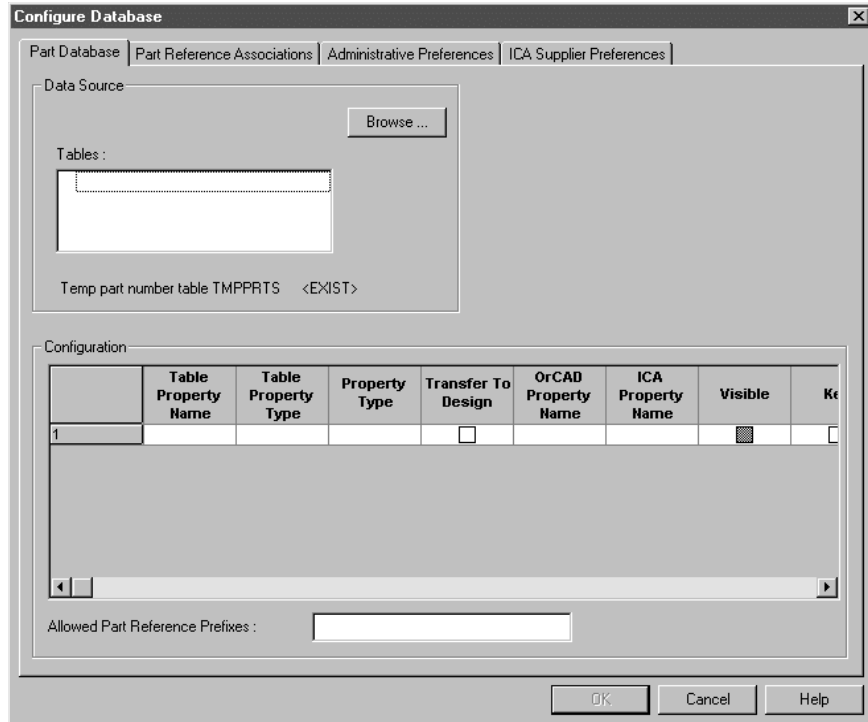 Configure Database
Part Database Part Reference Associations Administrative Preferences ICA Supplier Preferences
Data Source
Browse ...
Tables :
Temp part number table TMPPRTS <EXIST>
Configuration
Table Property Name Table Property Type Property Type Transfer To Design OrCAD Property Name ICA Property Name Visible Ke
1
Allowed Part Reference Prefixes :
OK Cancel Help